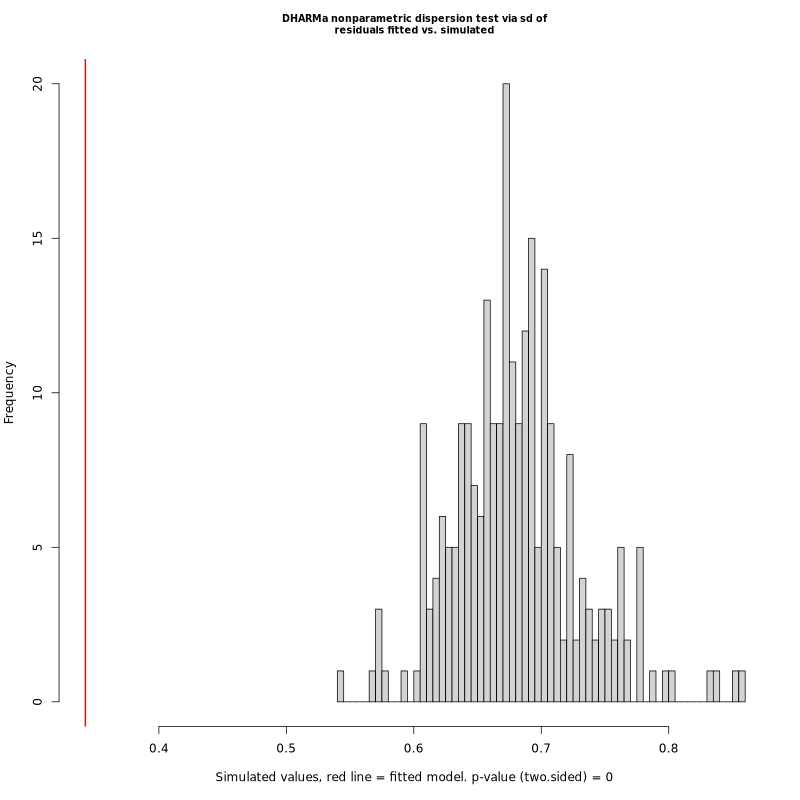 DHARMa nonparametric dispersion test via sd of
residuals fitted vs. simulated
Frequency
20
15
10
5
0
0.4
0.5
0.6
0.7
0.8
Simulated values, red line = fitted model. p-value (two.sided) = 0